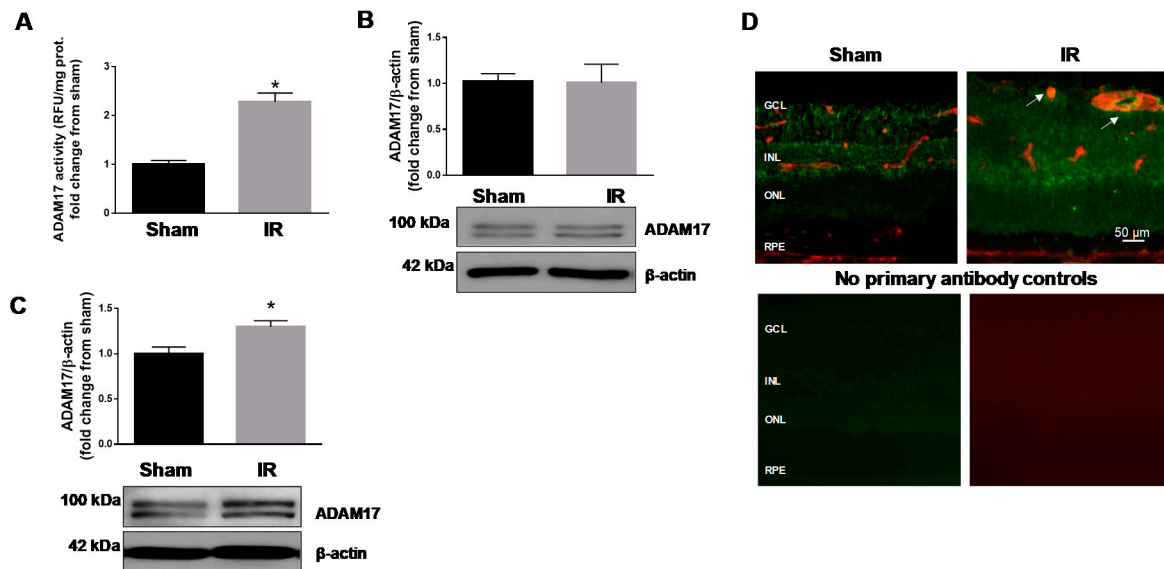 A
ADAM17 activity (RFU/mg prot.
fold change from sham)
3
2
1
0
*
Sham IR
B
ADAM17/β-actin
(fold change from sham)
1.5
1.0
0.5
0.0
Sham IR
100 kDa ADAM17
42 kDa β-actin
C
ADAM17/β-actin
(fold change from sham)
1.5
1.0
0.5
0.0
*
Sham IR
100 kDa ADAM17
42 kDa β-actin
D
Sham IR
GCL
INL
ONL
RPE
50 µm
No primary antibody controls
GCL
INL
ONL
RPE